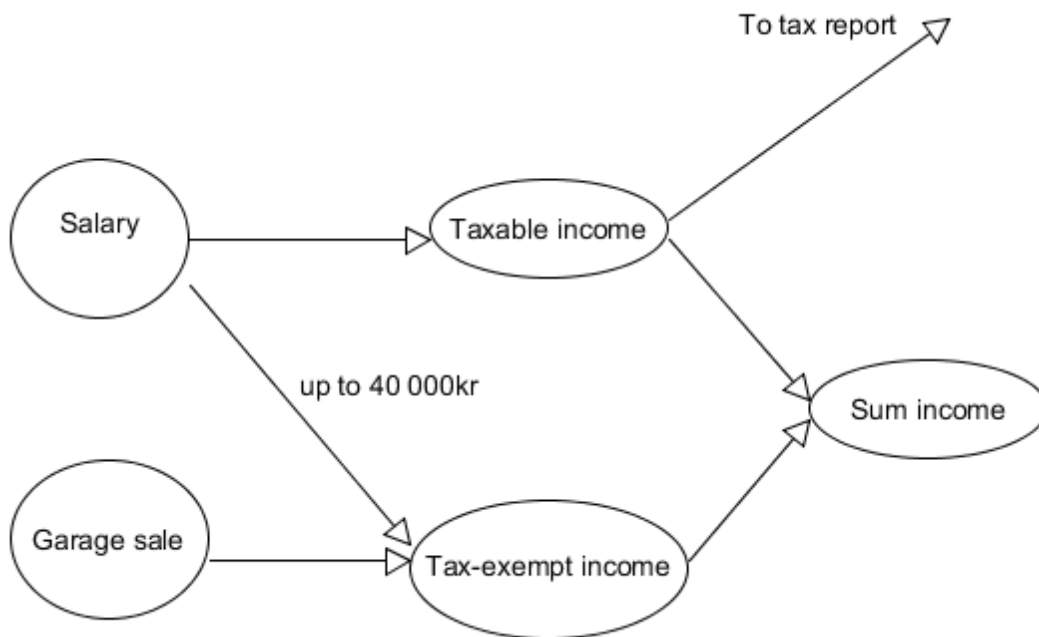 To tax report
Salary
Taxable income
up to 40 000kr
Sum income
Garage sale
Tax-exempt income